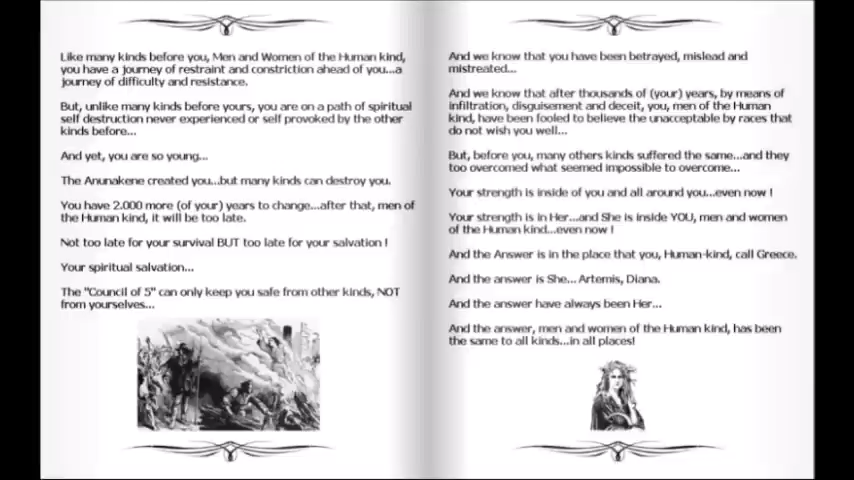 Like many kinds before you, Men and Women of the Human kind,
you have a journey of restraint and constriction ahead of you...a
journey of difficulty and resistance.
But, unlike many kinds before yours, you are on a path of spiritual
self destruction never experienced or self provoked by the other
kinds before...
And yet, you are so young...
The Anunakene created you...but many kinds can destroy you.
You have 2.000 more (of your) years to change...after that, men of
the Human kind, it will be too late.
Not too late for your survival BUT too late for your salvation !
Your spiritual salvation...
The "Council of 5" can only keep you safe from other kinds, NOT
from yourselves...
And we know that you have been betrayed, mislead and
mistreated...
And we know that after thousands of (your) years, by means of
infiltration, disguisement and deceit, you, men of the Human
kind, have been fooled to believe the unacceptable by races that
do not wish you well...
But, before you, many others kinds suffered the same...and they
too overcomed what seemed impossible to overcome...
Your strength is inside of you and all around you...even now !
Your strength is in Her...and She is inside YOU, men and women
of the Human kind...even now !
And the Answer is in the place that you, Human-kind, call Greece.
And the answer is She... Artemis, Diana.
And the answer have always been Her...
And the answer, men and women of the Human kind, has been
the same to all kinds...in all places!